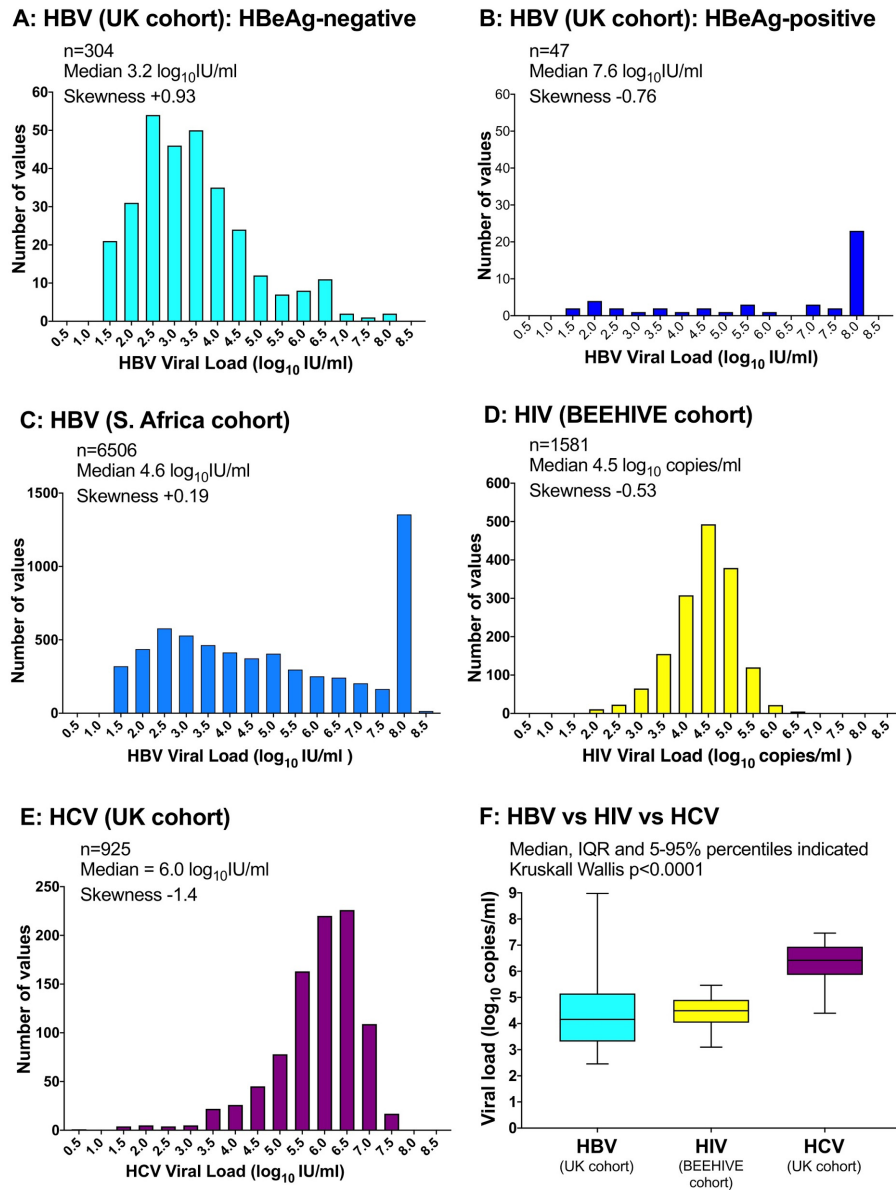 A: HBV (UK cohort): HBeAg-negative
n=304
Median 3.2 log10IU/ml
Skewness +0.93
60
50
40
30
20
10
0
Number of values
0.5 1.0 1.5 2.0 2.5 3.0 3.5 4.0 4.5 5.0 5.5 6.0 6.5 7.0 7.5 8.0 8.5
HBV Viral Load (log10 IU/ml)
B: HBV (UK cohort): HBeAg-positive
n=47
Median 7.6 log10IU/ml
Skewness -0.76
60
50
40
30
20
10
0
Number of values
0.5 1.0 1.5 2.0 2.5 3.0 3.5 4.0 4.5 5.0 5.5 6.0 6.5 7.0 7.5 8.0 8.5
HBV Viral Load (log10 IU/ml)
C: HBV (S. Africa cohort)
n=6506
Median 4.6 log10IU/ml
Skewness +0.19
1500
1000
500
0
Number of values
0.5 1.0 1.5 2.0 2.5 3.0 3.5 4.0 4.5 5.0 5.5 6.0 6.5 7.0 7.5 8.0 8.5
HBV Viral Load (log10 IU/ml )
D: HIV (BEEHIVE cohort)
n=1581
Median 4.5 log10 copies/ml
Skewness -0.53
600
500
400
300
200
100
0
Number of values
0.5 1.0 1.5 2.0 2.5 3.0 3.5 4.0 4.5 5.0 5.5 6.0 6.5 7.0 7.5 8.0 8.5
HIV Viral Load (log10 copies/ml )
E: HCV (UK cohort)
n=925
Median = 6.0 log10IU/ml
Skewness -1.4
250
200
150
100
50
0
Number of values
0.5 1.0 1.5 2.0 2.5 3.0 3.5 4.0 4.5 5.0 5.5 6.0 6.5 7.0 7.5 8.0 8.5
HCV Viral Load (log10 IU/ml)
F: HBV vs HIV vs HCV
Median, IQR and 5-95% percentiles indicated
Kruskall Wallis p<0.0001
9
8
7
6
5
4
3
2
1
0
Viral load (log10 copies/ml)
HBV HIV HCV
(UK cohort) (BEEHIVE cohort) (UK cohort)